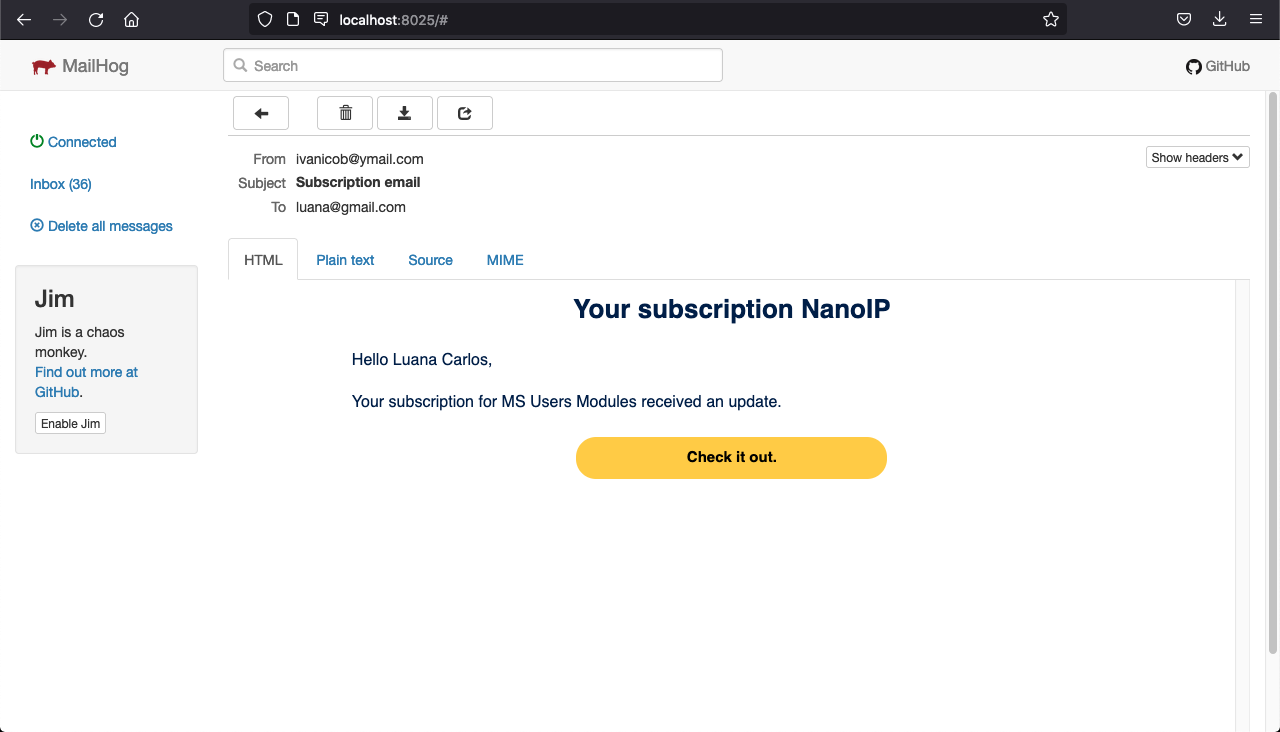 localhost:8025/#
MailHog
Search
GitHub
Connected
Inbox (36)
Delete all messages
Jim
Jim is a chaos
monkey.
Find out more at
GitHub.
Enable Jim
From ivanicob@ymail.com
Show headers
Subject Subscription email
To luana@gmail.com
HTML Plain text Source MIME
Your subscription NanoIP
Hello Luana Carlos,
Your subscription for MS Users Modules received an update.
Check it out.